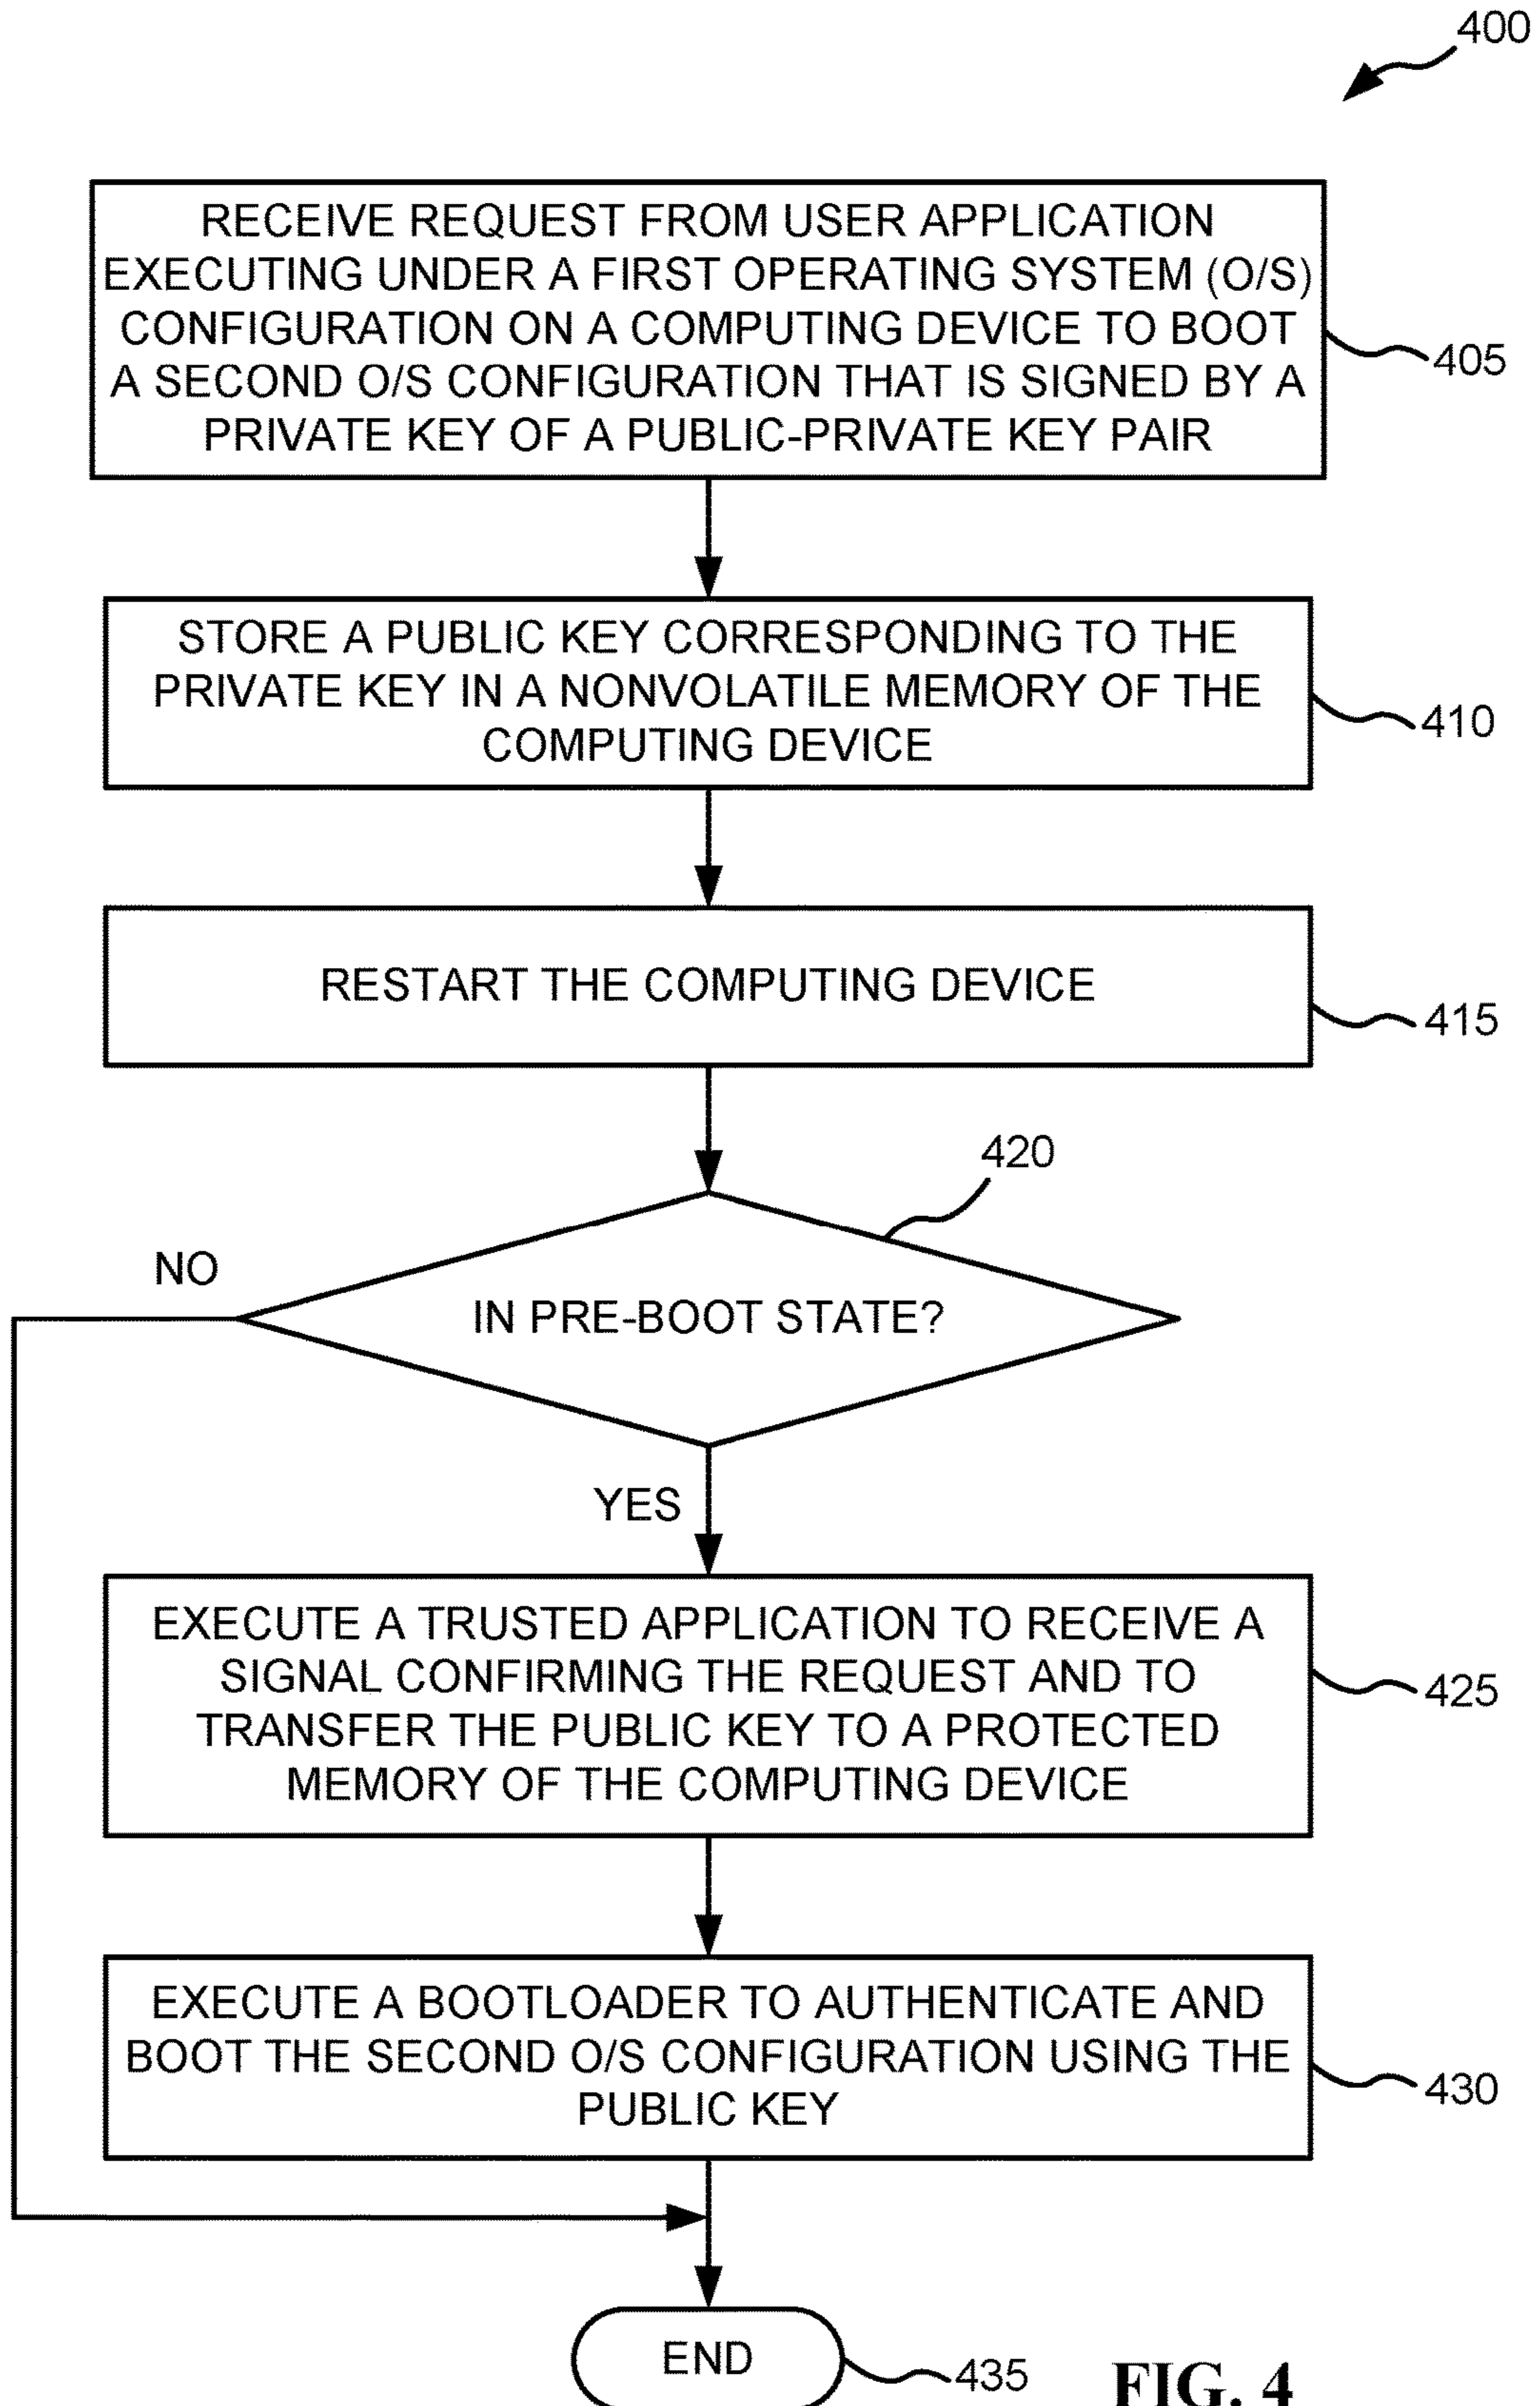 400
RECEIVE REQUEST FROM USER APPLICATION
EXECUTING UNDER A FIRST OPERATING SYSTEM (O/S)
CONFIGURATION ON A COMPUTING DEVICE TO BOOT
A SECOND O/S CONFIGURATION THAT IS SIGNED BY A
PRIVATE KEY OF A PUBLIC-PRIVATE KEY PAIR
405
STORE A PUBLIC KEY CORRESPONDING TO THE
PRIVATE KEY IN A NONVOLATILE MEMORY OF THE
COMPUTING DEVICE
410
RESTART THE COMPUTING DEVICE
415
420
NO
IN PRE-BOOT STATE?
YES
EXECUTE A TRUSTED APPLICATION TO RECEIVE A
SIGNAL CONFIRMING THE REQUEST AND TO
TRANSFER THE PUBLIC KEY TO A PROTECTED
MEMORY OF THE COMPUTING DEVICE
425
EXECUTE A BOOTLOADER TO AUTHENTICATE AND
BOOT THE SECOND O/S CONFIGURATION USING THE
PUBLIC KEY
430
END
435
FIG. 4